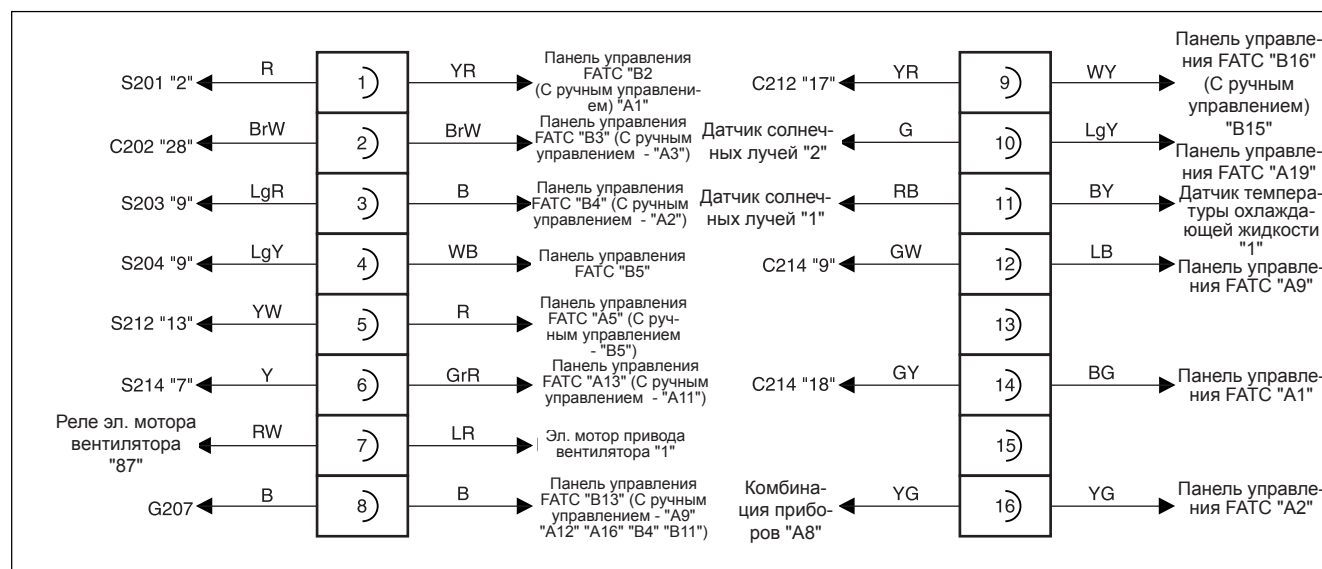 S201 "2"
R
1
YR
Панель управления
FATC "B2
(С ручным управлени-
ем) "A1"
C202 "28"
BrW
2
BrW
Панель управления
FATC "B3" (С ручным
управлением - "A3")
S203 "9"
LgR
3
B
Панель управления
FATC "B4" (С ручным
управлением - "A2")
S204 "9"
LgY
4
WB
Панель управления
FATC "B5"
S212 "13"
YW
5
R
Панель управления
FATC "A5" (С руч-
ным управлением
- "B5")
S214 "7"
Y
6
GrR
Панель управления
FATC "A13" (С ручным
управлением - "A11")
Реле эл. мотора
вентилятора
"87"
RW
7
LR
Эл. мотор привода
вентилятора "1"
G207
B
8
B
Панель управления
FATC "B13" (С ручным
управлением - "A9"
"A12" "A16" "B4" "B11")
C212 "17"
YR
9
WY
Панель управле-
ния FATC "B16"
(С ручным
управлением)
"B15"
Датчик солнеч-
ных лучей "2"
G
10
LgY
Панель управле-
ния FATC "A19"
Датчик солнеч-
ных лучей "1"
RB
11
BY
Датчик темпера-
туры охлажда-
ющей жидкости
"1"
C214 "9"
GW
12
LB
Панель управле-
ния FATC "A9"
13
C214 "18"
GY
14
BG
Панель управле-
ния FATC "A1"
15
Комбина-
ция прибо-
ров "A8"
YG
16
YG
Панель управле-
ния FATC "A2"